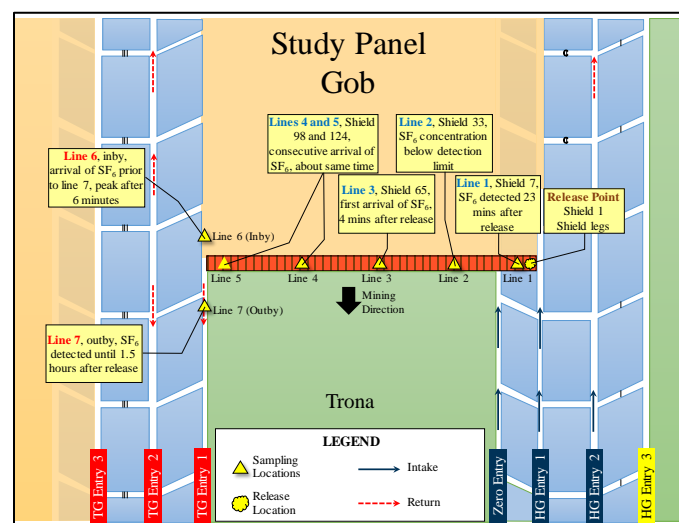 Study Panel
Gob
Lines 4 and 5, Shield
98 and 124,
consecutive arrival of
SF6, about same time
Line 2, Shield 33,
SF6 concentration
below detection
limit
Line 6, inby,
arrival of SF6 prior
to line 7, peak after
6 minutes
Line 3, Shield 65,
first arrival of SF6,
4 mins after release
Line 1, Shield 7,
SF6 detected 23
mins after
release
Release Point
Shield 1
Shield legs
Line 6 (Inby)
Line 5
Line 4
Line 3
Line 2
Line 1
Line 7 (Outby)
Mining
Direction
Line 7, outby, SF6
detected until 1.5
hours after release
Trona
LEGEND
Sampling
Locations
Intake
Release
Location
Return
TG Entry 3
TG Entry 2
TG Entry 1
Zero Entry
HG Entry 1
HG Entry 2
HG Entry 3